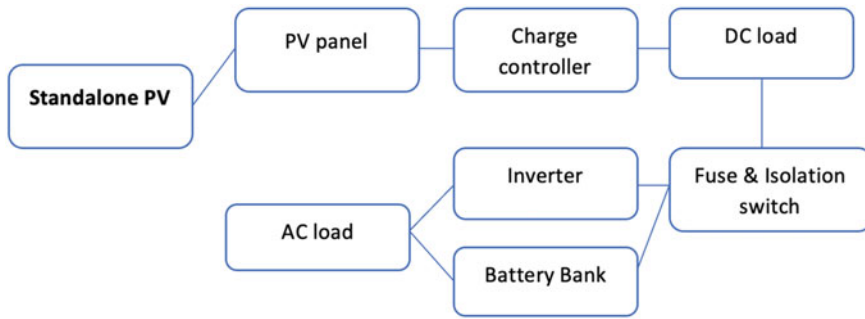 Standalone PV
PV panel
Charge
controller
DC load
Fuse & Isolation
switch
Inverter
Battery Bank
AC load